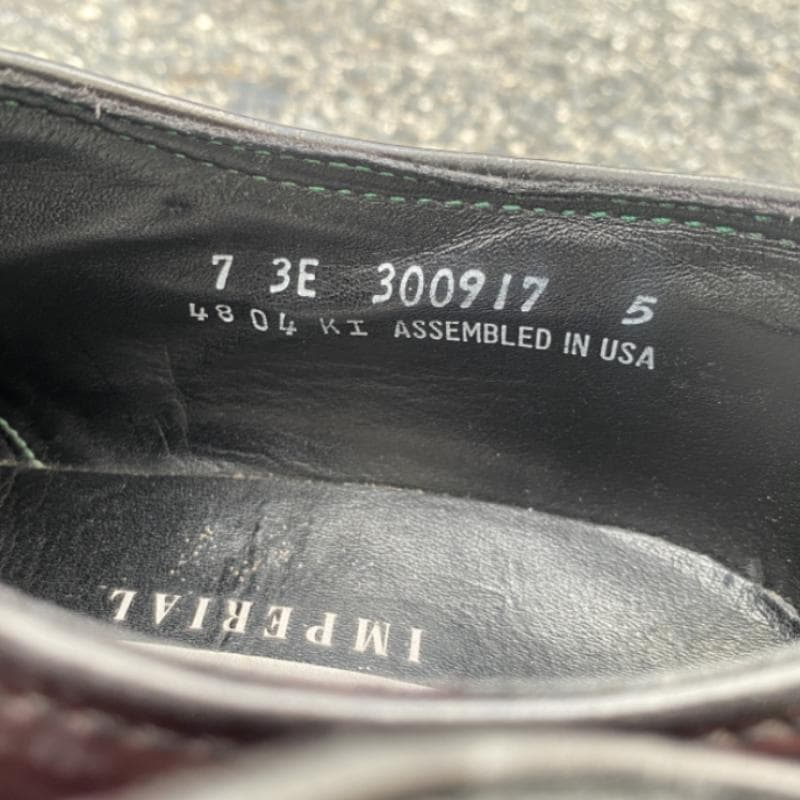 7 3E 300917 5
4804 KI ASSEMBLED IN USA
IMPERIAL